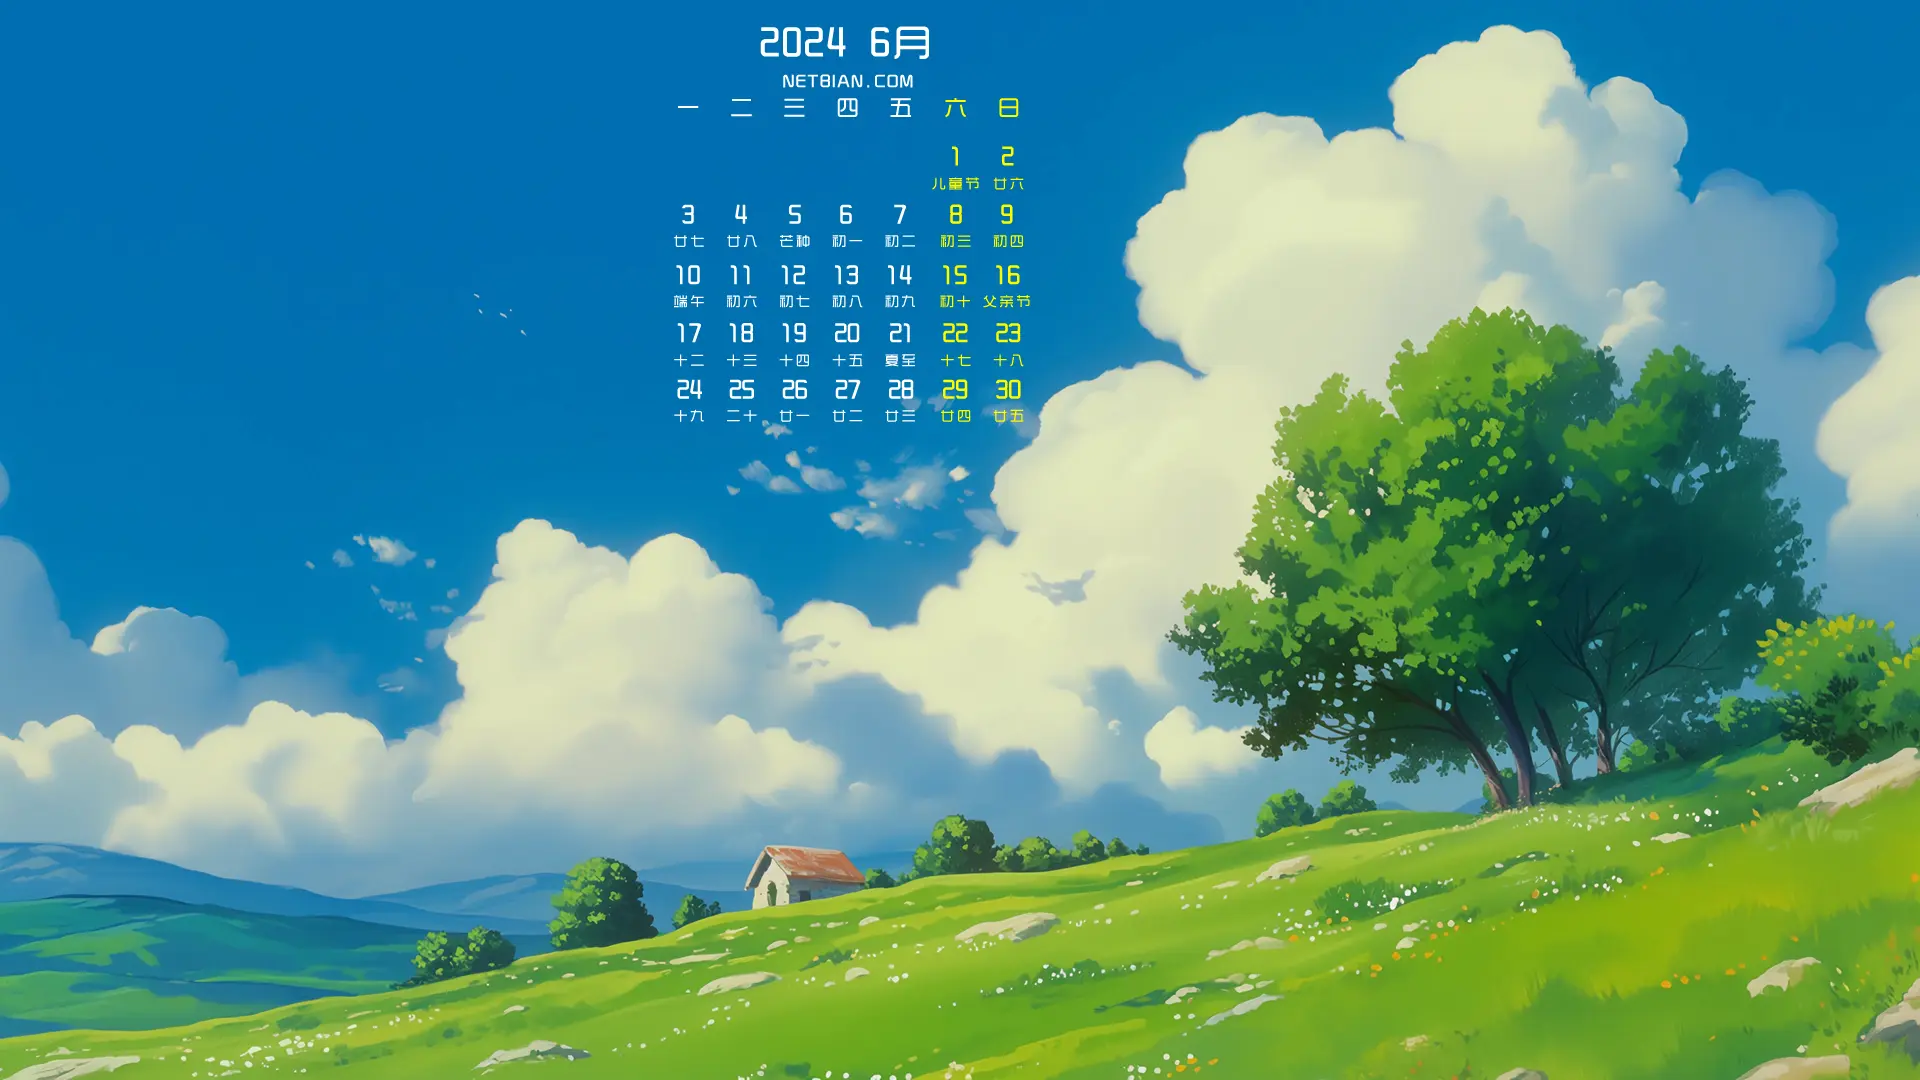 2024 6月
NETBIAN.COM
一 二 三 四 五 六 日
1 2
儿童节 廿六
3 4 5 6 7 8 9
廿七 廿八 芒种 初一 初二 初三 初四
10 11 12 13 14 15 16
端午 初六 初七 初八 初九 初十 父亲节
17 18 19 20 21 22 23
十二 十三 十四 十五 夏至 十七 十八
24 25 26 27 28 29 30
十九 二十 廿一 廿二 廿三 廿四 廿五